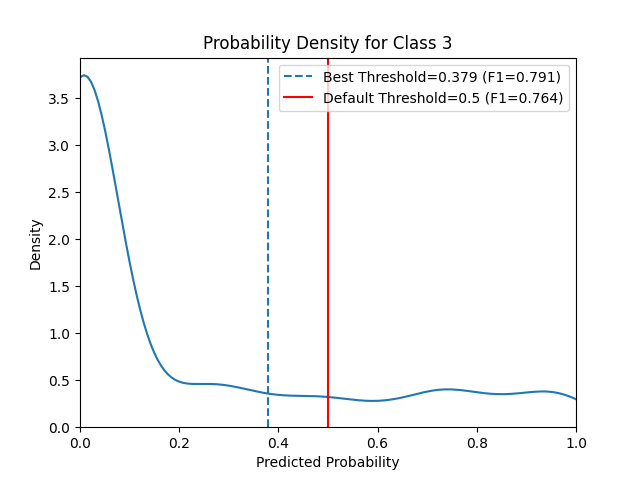 Probability Density for Class 3
Best Threshold=0.379 (F1=0.791)
Default Threshold=0.5 (F1=0.764)
Density
3.5
3.0
2.5
2.0
1.5
1.0
0.5
0.0
0.0 0.2 0.4 0.6 0.8 1.0
Predicted Probability